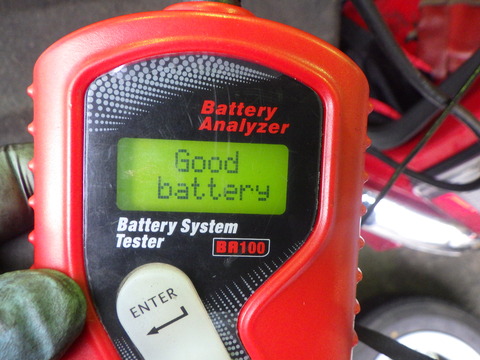 Battery
Analyzer
Good
battery
Battery System
Tester
BA100
ENTER